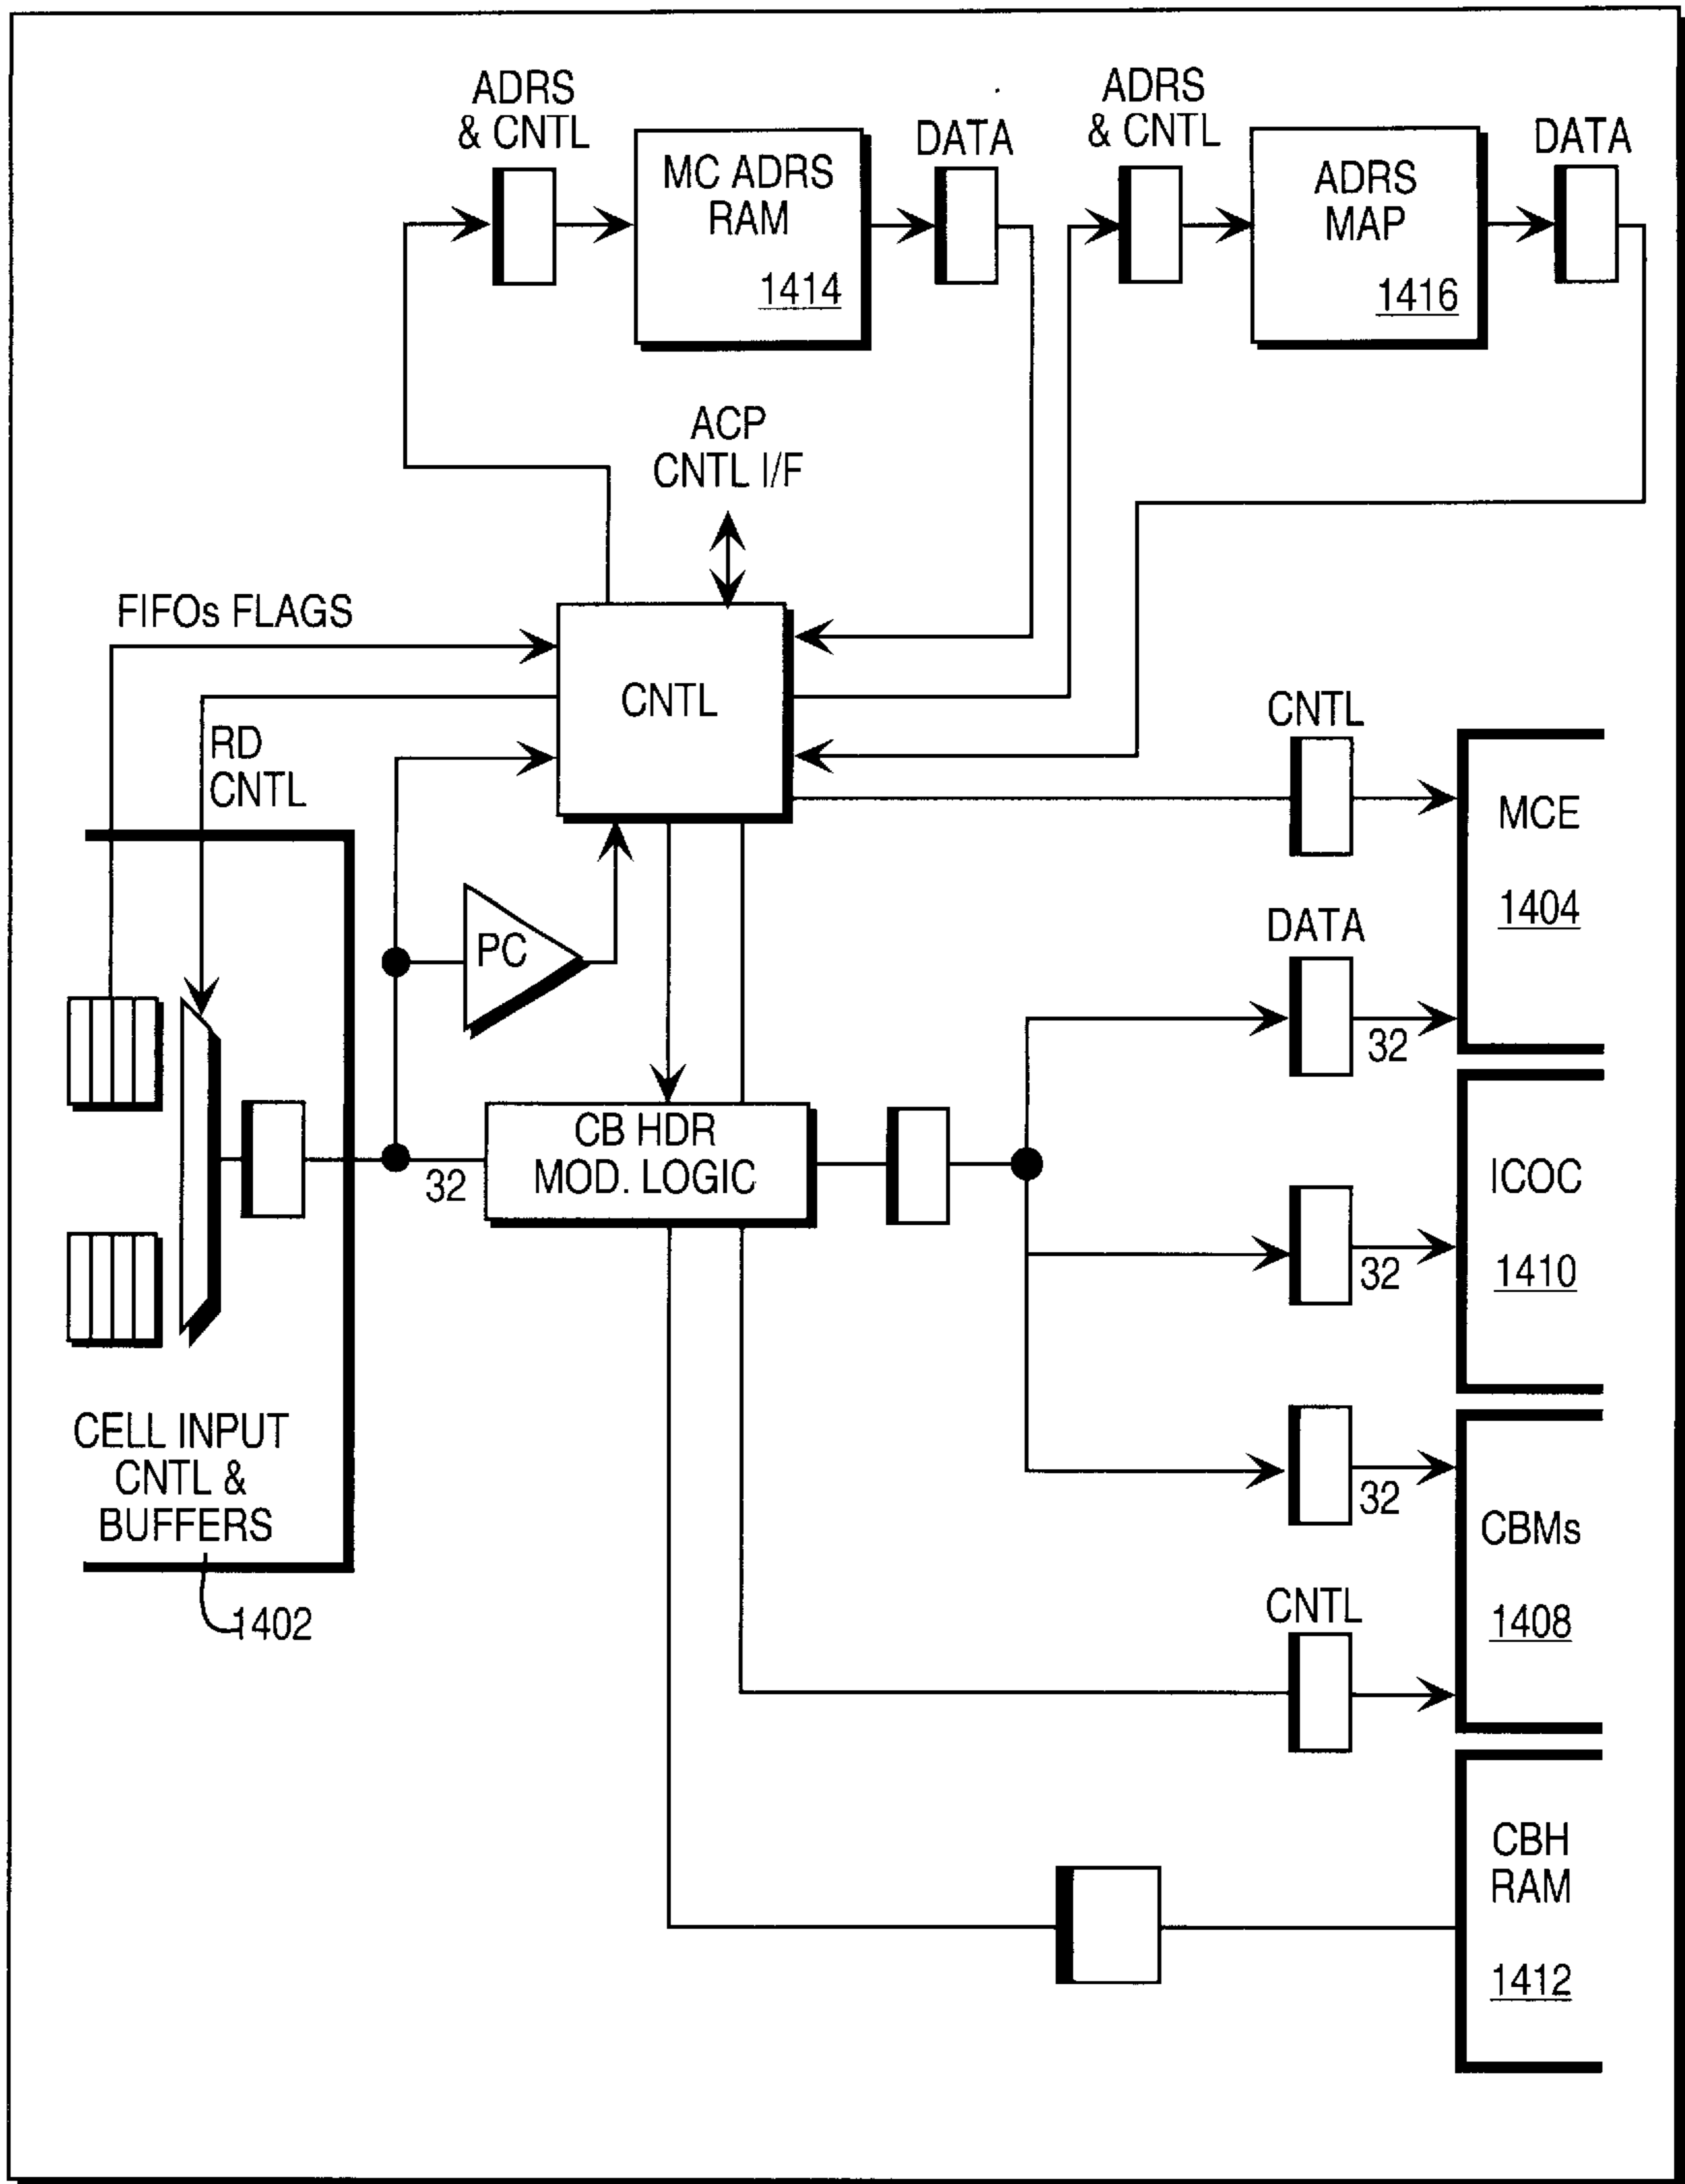 ADRS
& CNTL
MC ADRS
RAM
1414
DATA
ADRS
& CNTL
ADRS
MAP
1416
DATA
ACP
CNTL I/F
FIFOs FLAGS
CNTL
RD
CNTL
CNTL
MCE
1404
PC
DATA
32
CB HDR
MOD. LOGIC
32
ICOC
1410
32
CELL INPUT
CNTL &
BUFFERS
1402
32
CBMs
1408
CNTL
CBH
RAM
1412